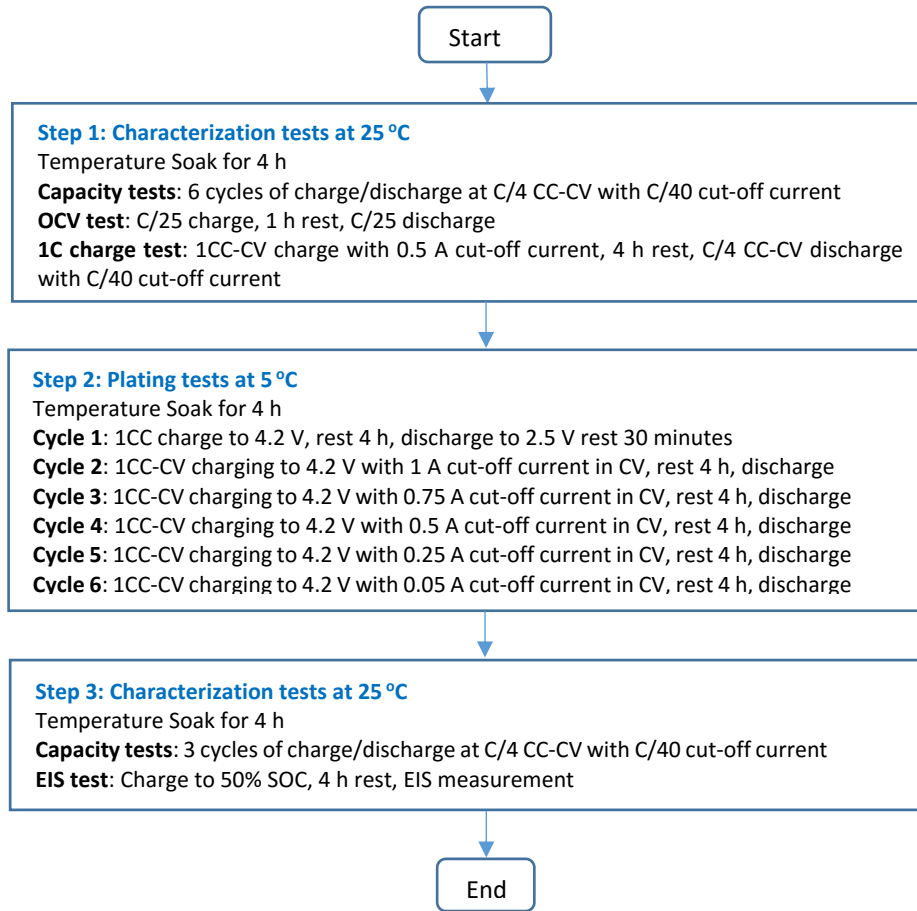 Start
Step 1: Characterization tests at 25 °C
Temperature Soak for 4 h
Capacity tests: 6 cycles of charge/discharge at C/4 CC-CV with C/40 cut-off current
OCV test: C/25 charge, 1 h rest, C/25 discharge
1C charge test: 1CC-CV charge with 0.5 A cut-off current, 4 h rest, C/4 CC-CV discharge
with C/40 cut-off current
Step 2: Plating tests at 5 °C
Temperature Soak for 4 h
Cycle 1: 1CC charge to 4.2 V, rest 4 h, discharge to 2.5 V rest 30 minutes
Cycle 2: 1CC-CV charging to 4.2 V with 1 A cut-off current in CV, rest 4 h, discharge
Cycle 3: 1CC-CV charging to 4.2 V with 0.75 A cut-off current in CV, rest 4 h, discharge
Cycle 4: 1CC-CV charging to 4.2 V with 0.5 A cut-off current in CV, rest 4 h, discharge
Cycle 5: 1CC-CV charging to 4.2 V with 0.25 A cut-off current in CV, rest 4 h, discharge
Cycle 6: 1CC-CV charging to 4.2 V with 0.05 A cut-off current in CV, rest 4 h, discharge
Step 3: Characterization tests at 25 °C
Temperature Soak for 4 h
Capacity tests: 3 cycles of charge/discharge at C/4 CC-CV with C/40 cut-off current
EIS test: Charge to 50% SOC, 4 h rest, EIS measurement
End